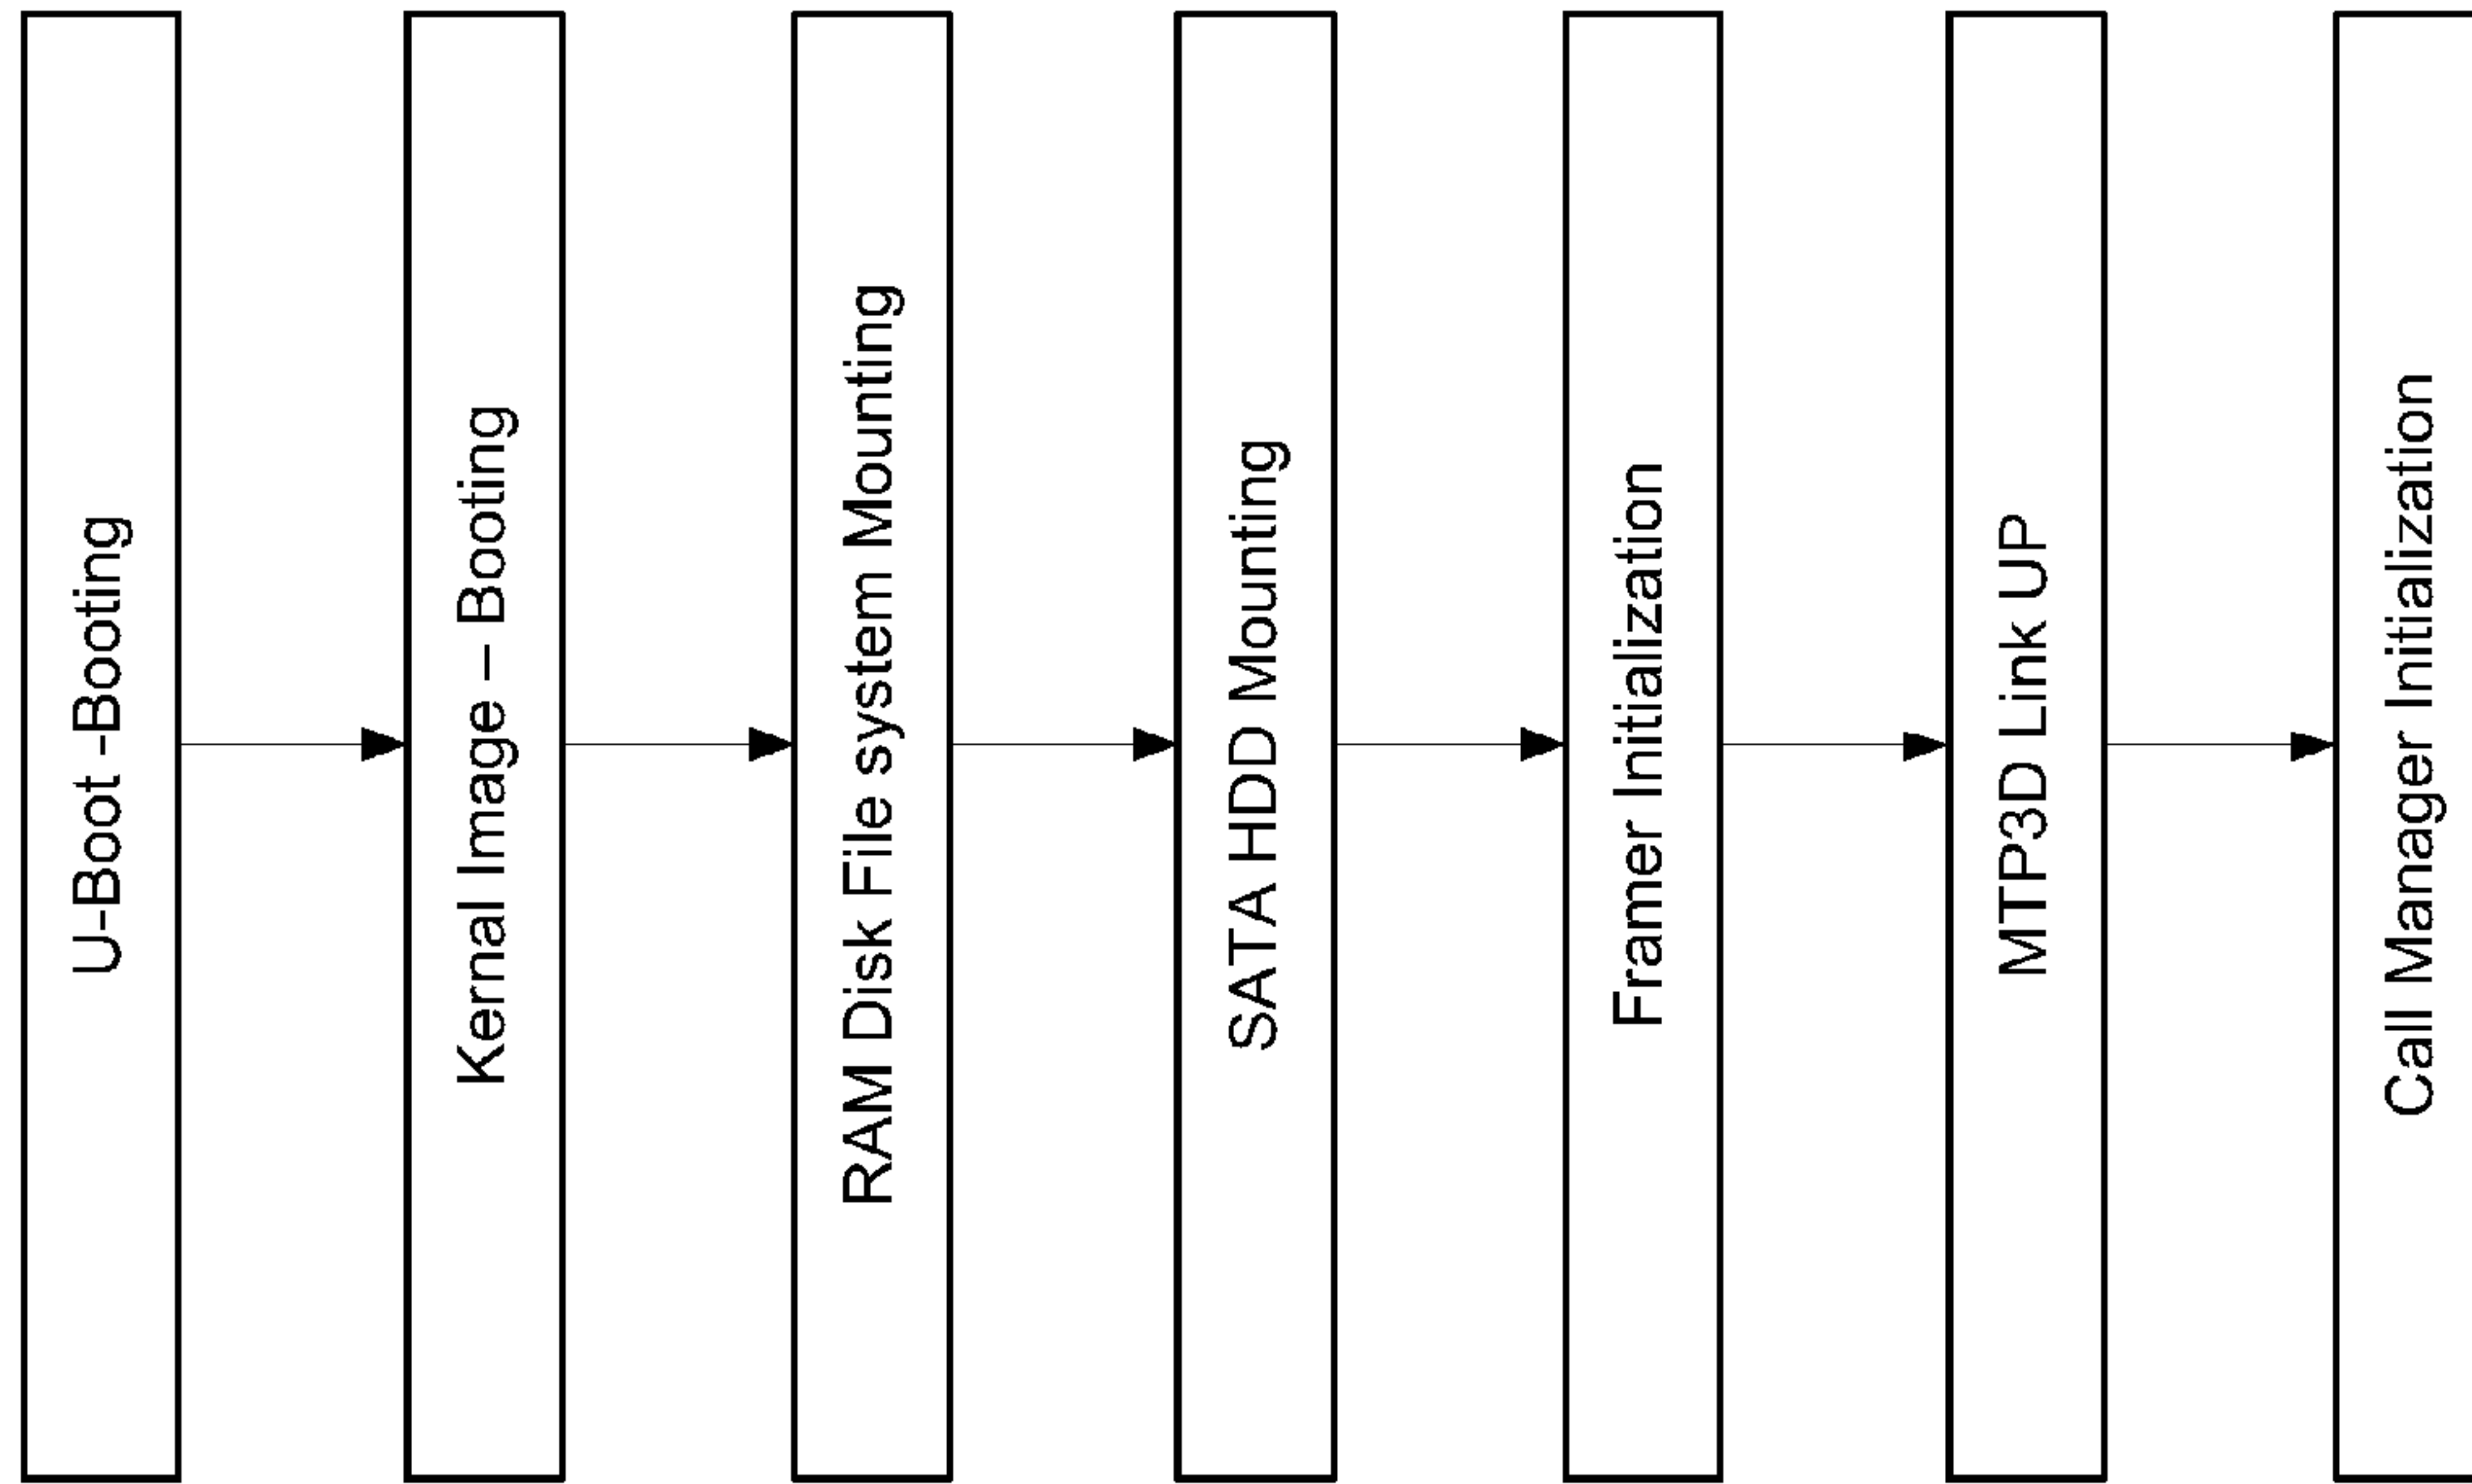 U-Boot -Booting
Kernal Image – Booting
RAM Disk File system Mounting
SATA HDD Mounting
Framer Initialization
MTP3D Link UP
Call Manager Initialization